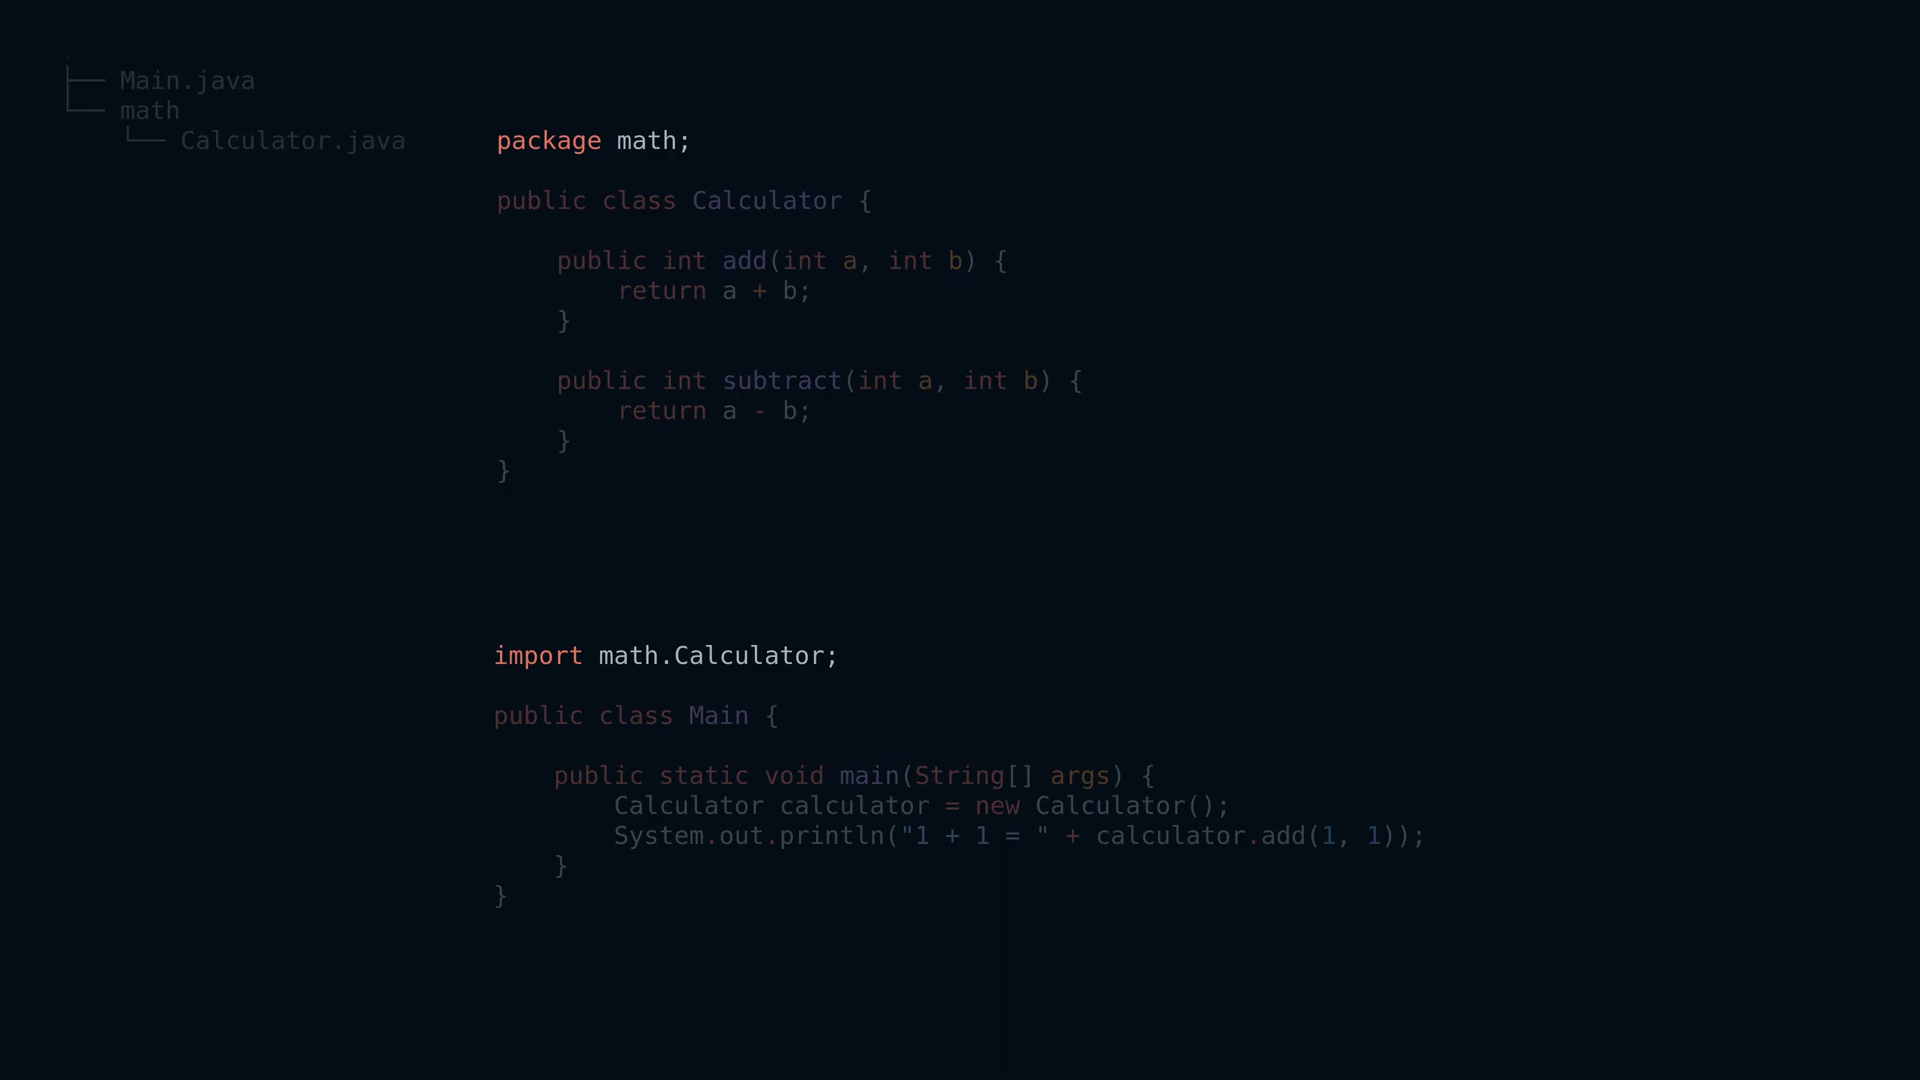 .
├── Main.java
└── math
    └── Calculator.java
package math;
public class Calculator {
    public int add(int a, int b) {
        return a + b;
    }
    public int subtract(int a, int b) {
        return a - b;
    }
}
import math.Calculator;
public class Main {
    public static void main(String[] args) {
        Calculator calculator = new Calculator();
        System.out.println("1 + 1 = " + calculator.add(1, 1));
    }
}